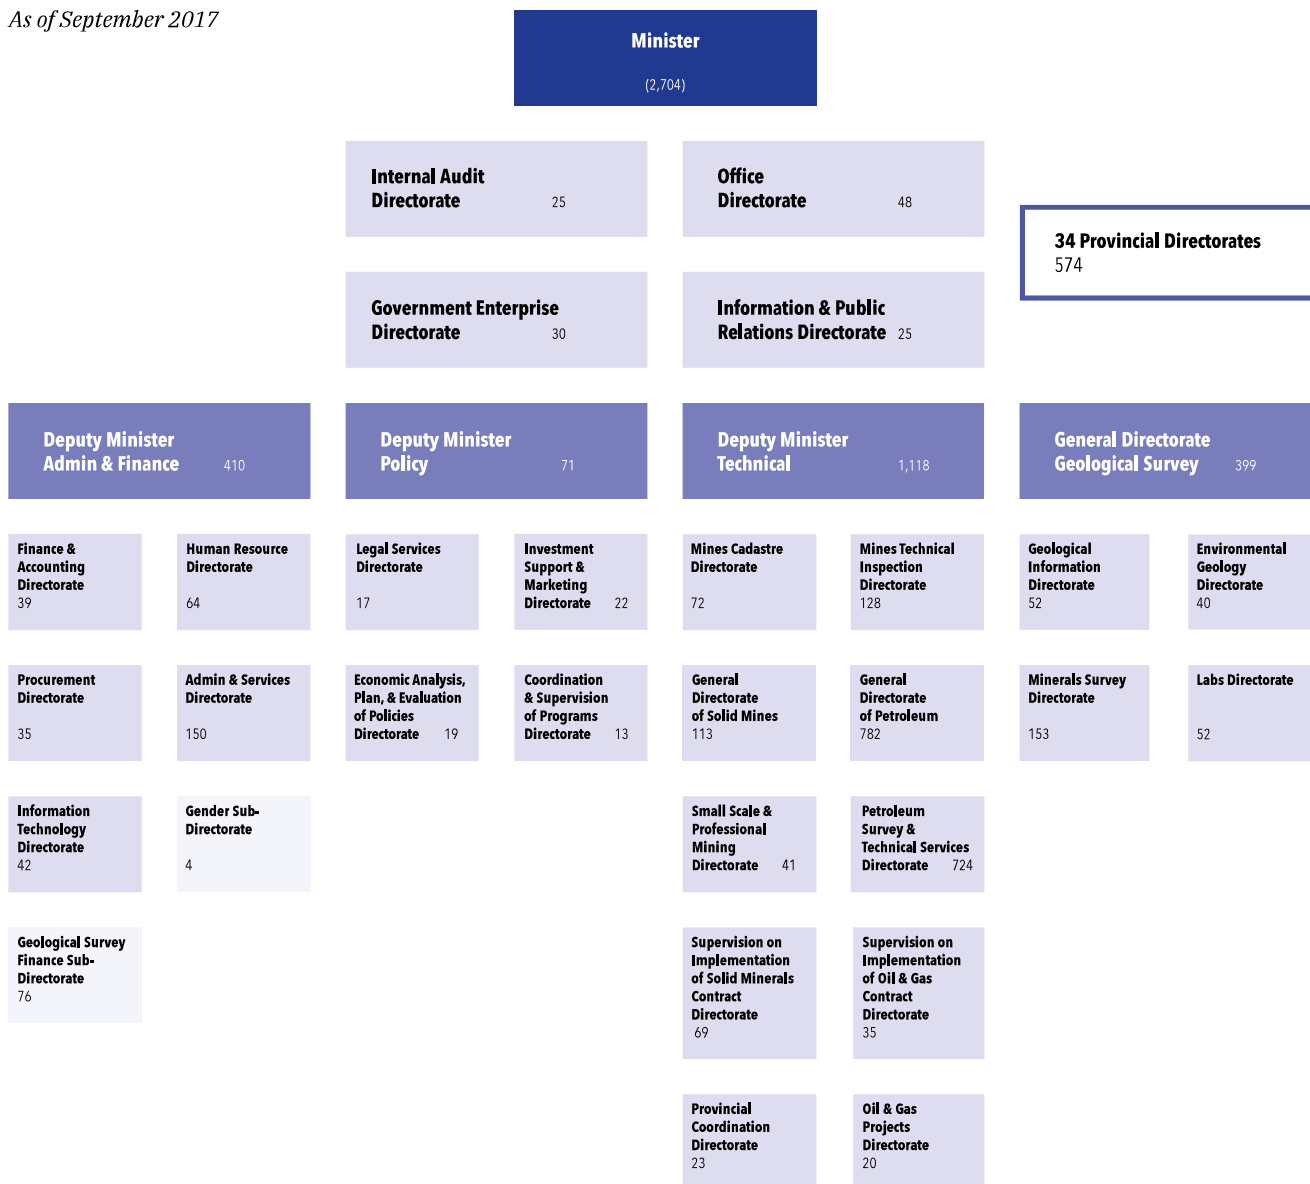 As of September 2017
Minister
(2,704)
Internal Audit
Directorate 25
Office
Directorate 48
34 Provincial Directorates
574
Government Enterprise
Directorate 30
Information & Public
Relations Directorate 25
Deputy Minister
Admin & Finance 410
Deputy Minister
Policy 71
Deputy Minister
Technical 1,118
General Directorate
Geological Survey 399
Finance &
Accounting
Directorate
39
Human Resource
Directorate
64
Legal Services
Directorate
17
Investment
Support &
Marketing
Directorate 22
Mines Cadastre
Directorate
72
Mines Technical
Inspection
Directorate
128
Geological
Information
Directorate
52
Environmental
Geology
Directorate
40
Procurement
Directorate
35
Admin & Services
Directorate
150
Economic Analysis,
Plan, & Evaluation
of Policies
Directorate 19
Coordination
& Supervision
of Programs
Directorate 13
General
Directorate
of Solid Mines
113
General
Directorate
of Petroleum
782
Minerals Survey
Directorate
153
Labs Directorate
52
Information
Technology
Directorate
42
Gender Sub-
Directorate
4
Small Scale &
Professional
Mining
Directorate 41
Petroleum
Survey &
Technical Services
Directorate 724
Geological Survey
Finance Sub-
Directorate
76
Supervision on
Implementation
of Solid Minerals
Contract
Directorate
69
Supervision on
Implementation
of Oil & Gas
Contract
Directorate
35
Provincial
Coordination
Directorate
23
Oil & Gas
Projects
Directorate
20